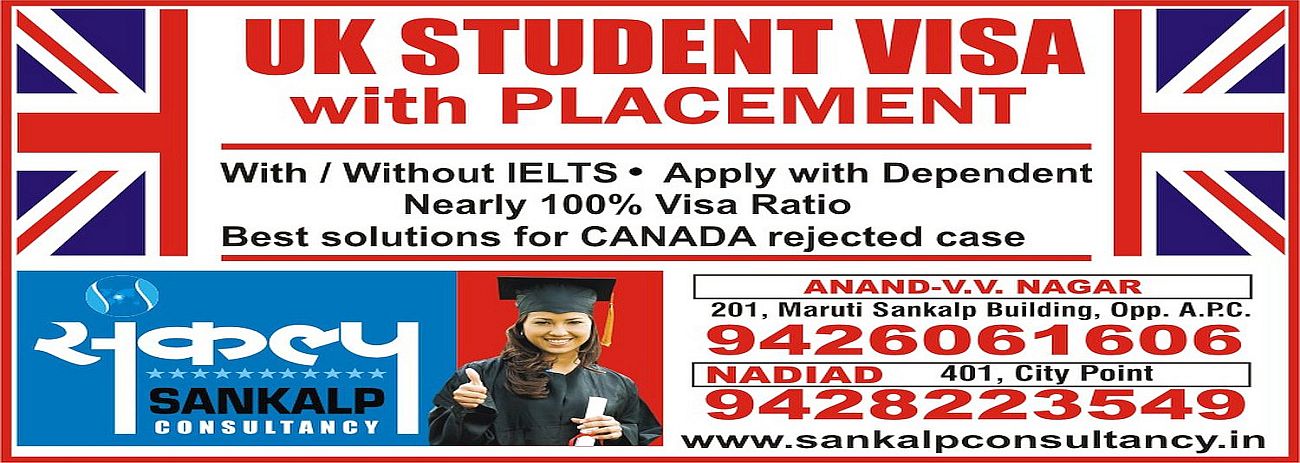 UK STUDENT VISA
with PLACEMENT
With / Without IELTS • Apply with Dependent
Nearly 100% Visa Ratio
Best solutions for CANADA rejected case
संकल्प
SANKALP
CONSULTANCY
ANAND-V.V. NAGAR
201, Maruti Sankalp Building, Opp. A.P.C.
9426061606
NADIAD 401, City Point
9428223549
www.sankalpconsultancy.in